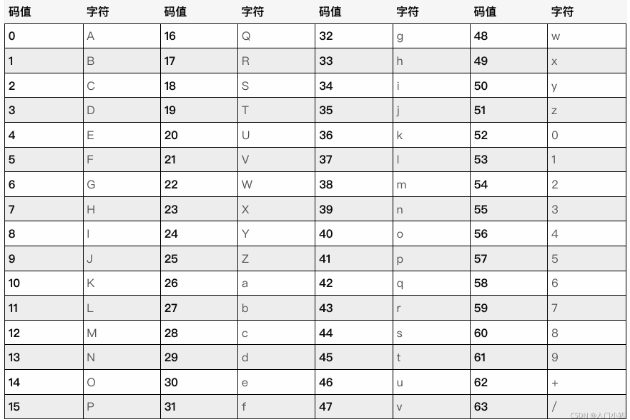 码值 字符 码值 字符 码值 字符 码值 字符
0 A 16 Q 32 g 48 w
1 B 17 R 33 h 49 x
2 C 18 S 34 i 50 y
3 D 19 T 35 j 51 z
4 E 20 U 36 k 52 0
5 F 21 V 37 l 53 1
6 G 22 W 38 m 54 2
7 H 23 X 39 n 55 3
8 I 24 Y 40 o 56 4
9 J 25 Z 41 p 57 5
10 K 26 a 42 q 58 6
11 L 27 b 43 r 59 7
12 M 28 c 44 s 60 8
13 N 29 d 45 t 61 9
14 O 30 e 46 u 62 +
15 P 31 f 47 v 63 /